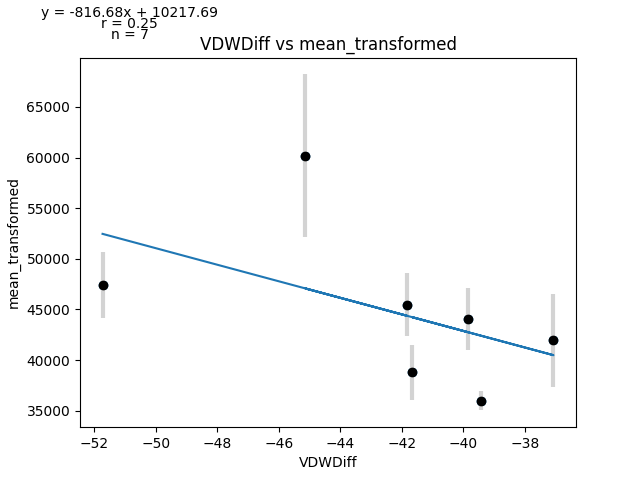 y = -816.68x + 10217.69
r = 0.25
n = 7
VDWDiff vs mean_transformed
mean_transformed
65000
60000
55000
50000
45000
40000
35000
−52
−50
−48
−46
−44
−42
−40
−38
VDWDiff